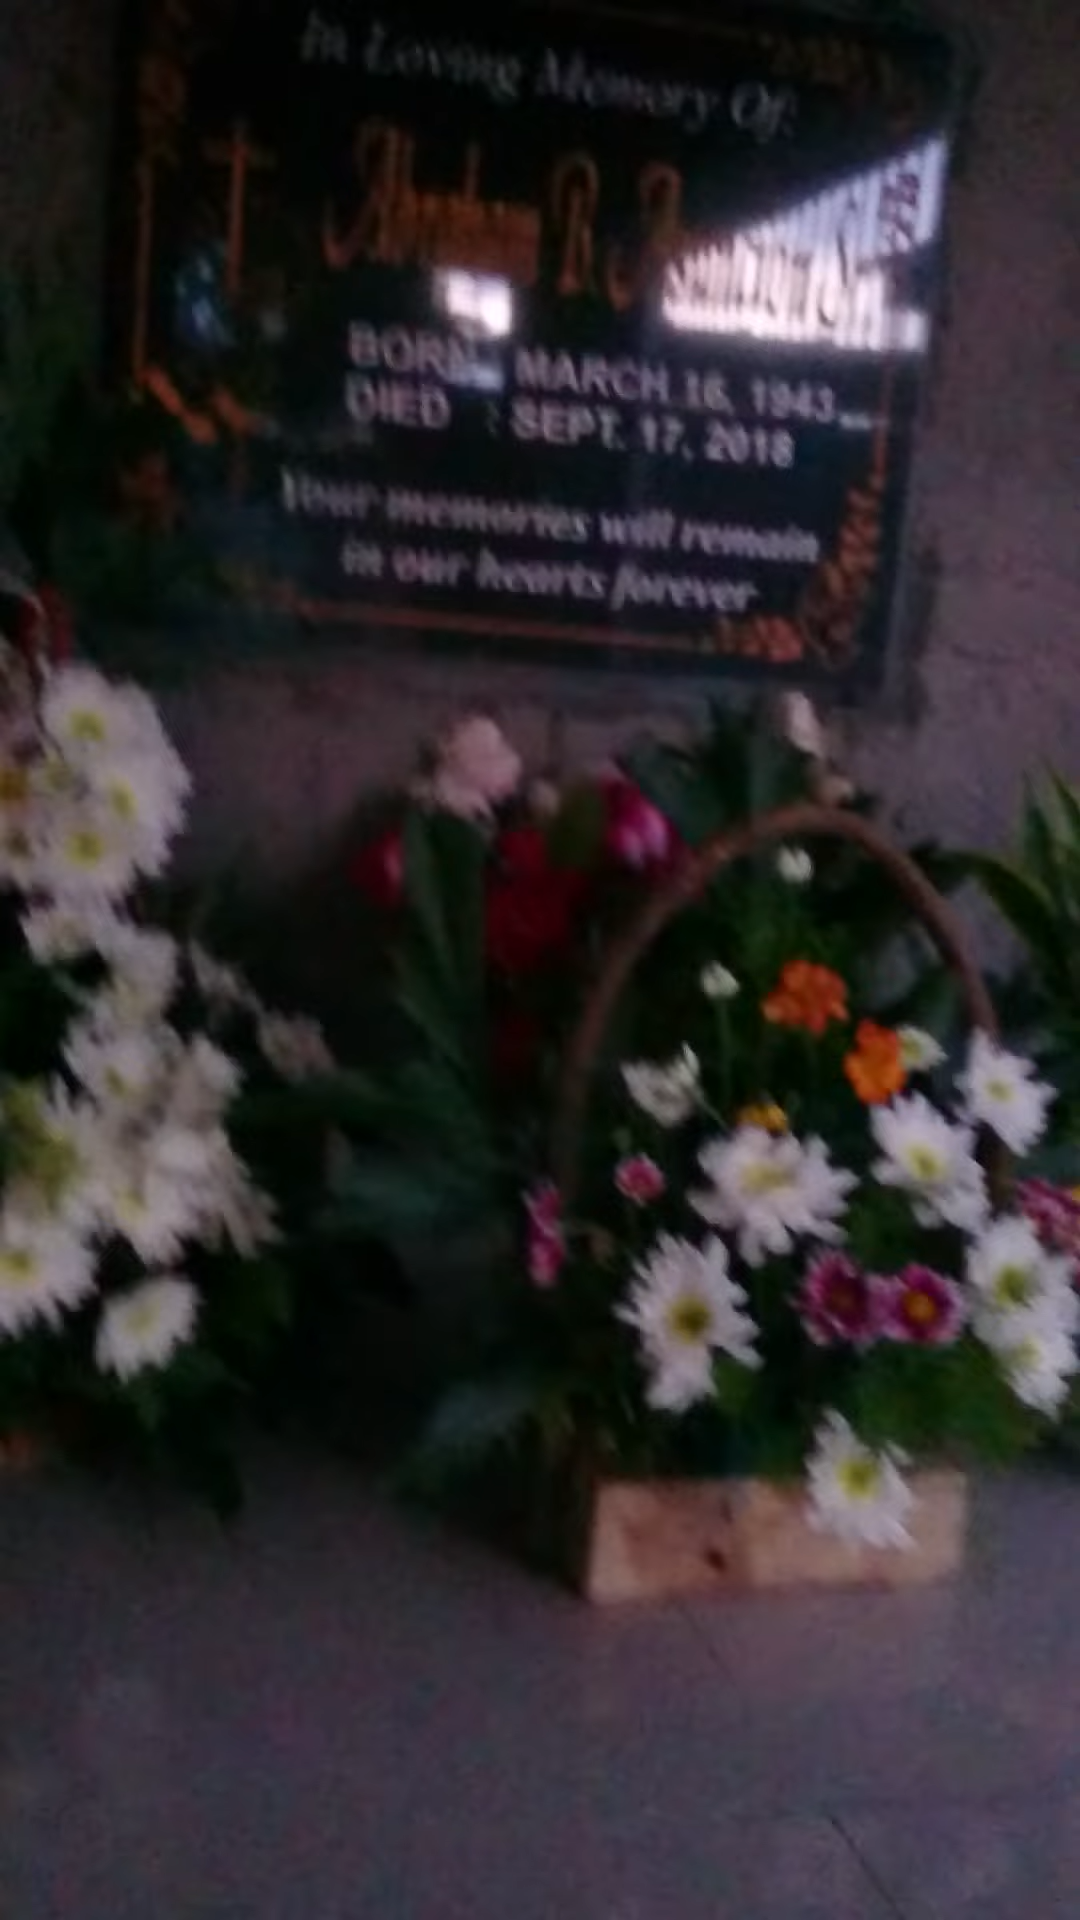 In Loving Memory Of:
Abraham R.
BORN : MARCH 16, 1943
DIED : SEPT. 17, 2018
Your memories will remain
in our hearts forever